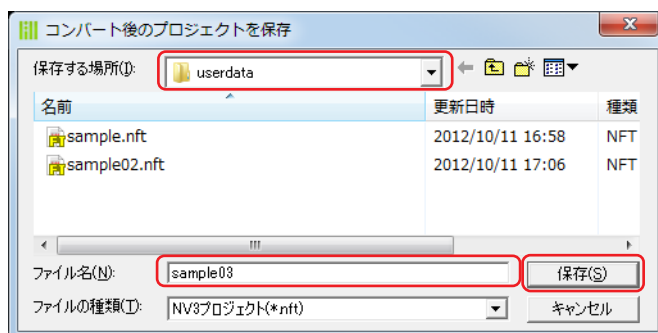 コンバート後のプロジェクトを保存
保存する場所(I): userdata
名前 更新日時 種類
sample.nft 2012/10/11 16:58 NFT
sample02.nft 2012/10/11 17:06 NFT
ファイル名(N): sample03 保存(S)
ファイルの種類(T): NV3プロジェクト(*.nft) キャンセル